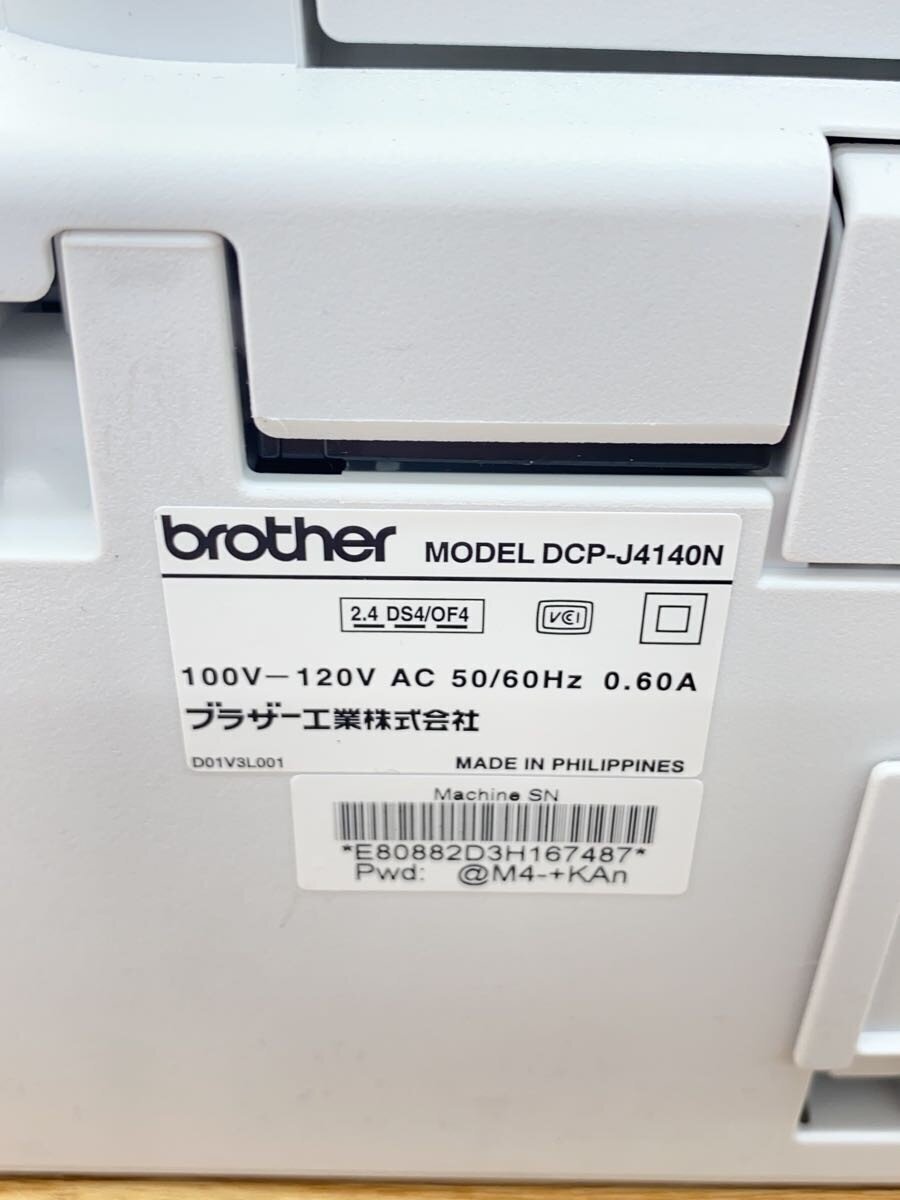 brother MODEL DCP-J4140N
2.4 DS4/OF4 VCI
100V－120V AC 50/60Hz 0.60A
ブラザー工業株式会社
D01V3L001 MADE IN PHILIPPINES
Machine SN
*E80882D3H167487*
Pwd: @M4-+KAn